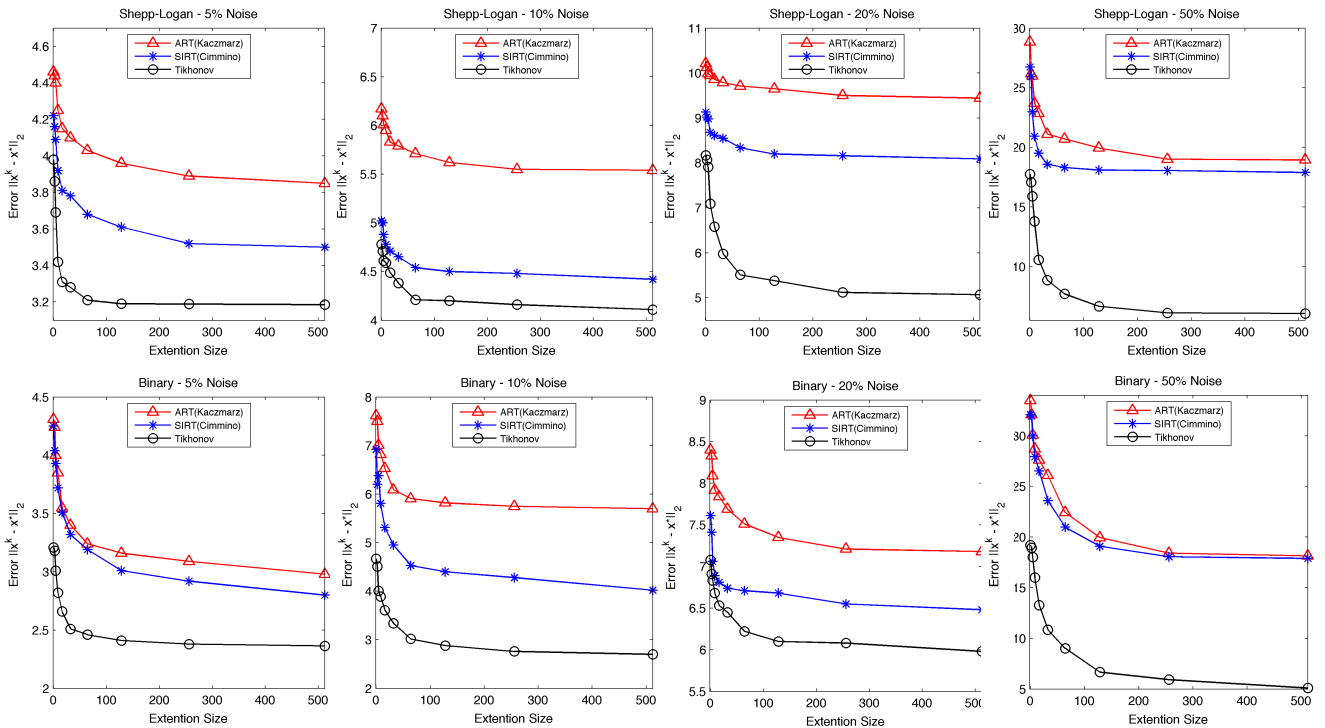 Shepp-Logan - 5% Noise
ART(Kaczmarz)
SIRT(Cimmino)
Tikhonov
4.6
4.4
4.2
4
3.8
3.6
3.4
3.2
Error ||x^k - x*||_2
0 100 200 300 400 500
Extention Size
Shepp-Logan - 10% Noise
ART(Kaczmarz)
SIRT(Cimmino)
Tikhonov
7
6.5
6
5.5
5
4.5
4
Error ||x^k - x*||_2
0 100 200 300 400 500
Extention Size
Shepp-Logan - 20% Noise
ART(Kaczmarz)
SIRT(Cimmino)
Tikhonov
11
10
9
8
7
6
5
Error ||x^k - x*||_2
0 100 200 300 400 500
Extention Size
Shepp-Logan - 50% Noise
ART(Kaczmarz)
SIRT(Cimmino)
Tikhonov
30
25
20
15
10
Error ||x^k - x*||_2
0 100 200 300 400 500
Extention Size
Binary - 5% Noise
ART(Kaczmarz)
SIRT(Cimmino)
Tikhonov
4.5
4
3.5
3
2.5
2
Error ||x^k - x*||_2
0 100 200 300 400 500
Extention Size
Binary - 10% Noise
ART(Kaczmarz)
SIRT(Cimmino)
Tikhonov
8
7
6
5
4
3
2
Error ||x^k - x*||_2
0 100 200 300 400 500
Extention Size
Binary - 20% Noise
ART(Kaczmarz)
SIRT(Cimmino)
Tikhonov
9
8.5
8
7.5
7
6.5
6
5.5
Error ||x^k - x*||_2
0 100 200 300 400 500
Extention Size
Binary - 50% Noise
ART(Kaczmarz)
SIRT(Cimmino)
Tikhonov
30
25
20
15
10
5
Error ||x^k - x*||_2
0 100 200 300 400 500
Extention Size